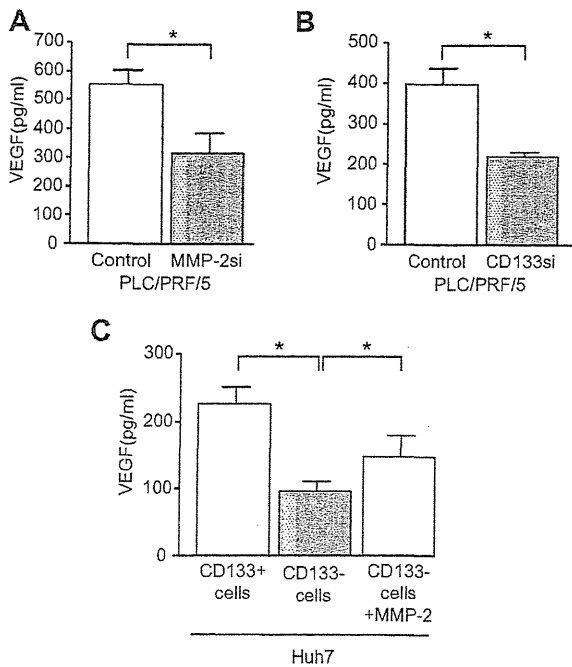 A
VEGF(pg/ml)
700
600
500
400
300
200
100
0
*
Control MMP-2si
PLC/PRF/5
B
VEGF(pg/ml)
500
400
300
200
100
0
*
Control CD133si
PLC/PRF/5
C
VEGF(pg/ml)
300
200
100
0
* *
CD133+
cells
CD133-
cells
CD133-
cells
+MMP-2
Huh7